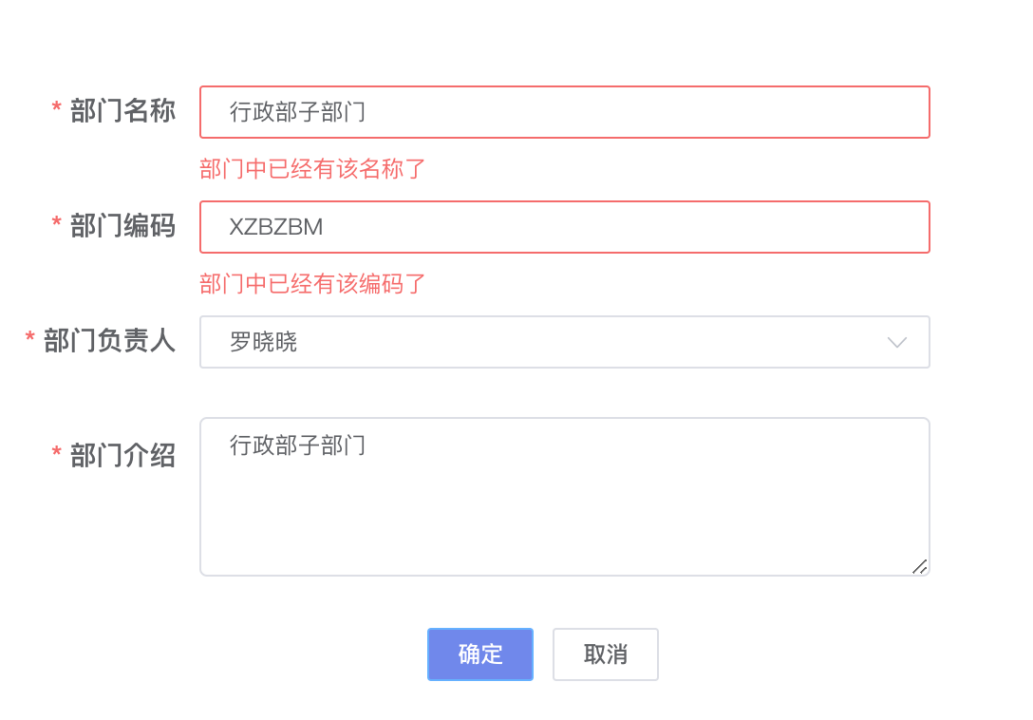 * 部门名称
行政部子部门
部门中已经有该名称了
* 部门编码
XZBZBM
部门中已经有该编码了
* 部门负责人
罗晓晓
* 部门介绍
行政部子部门
确定
取消